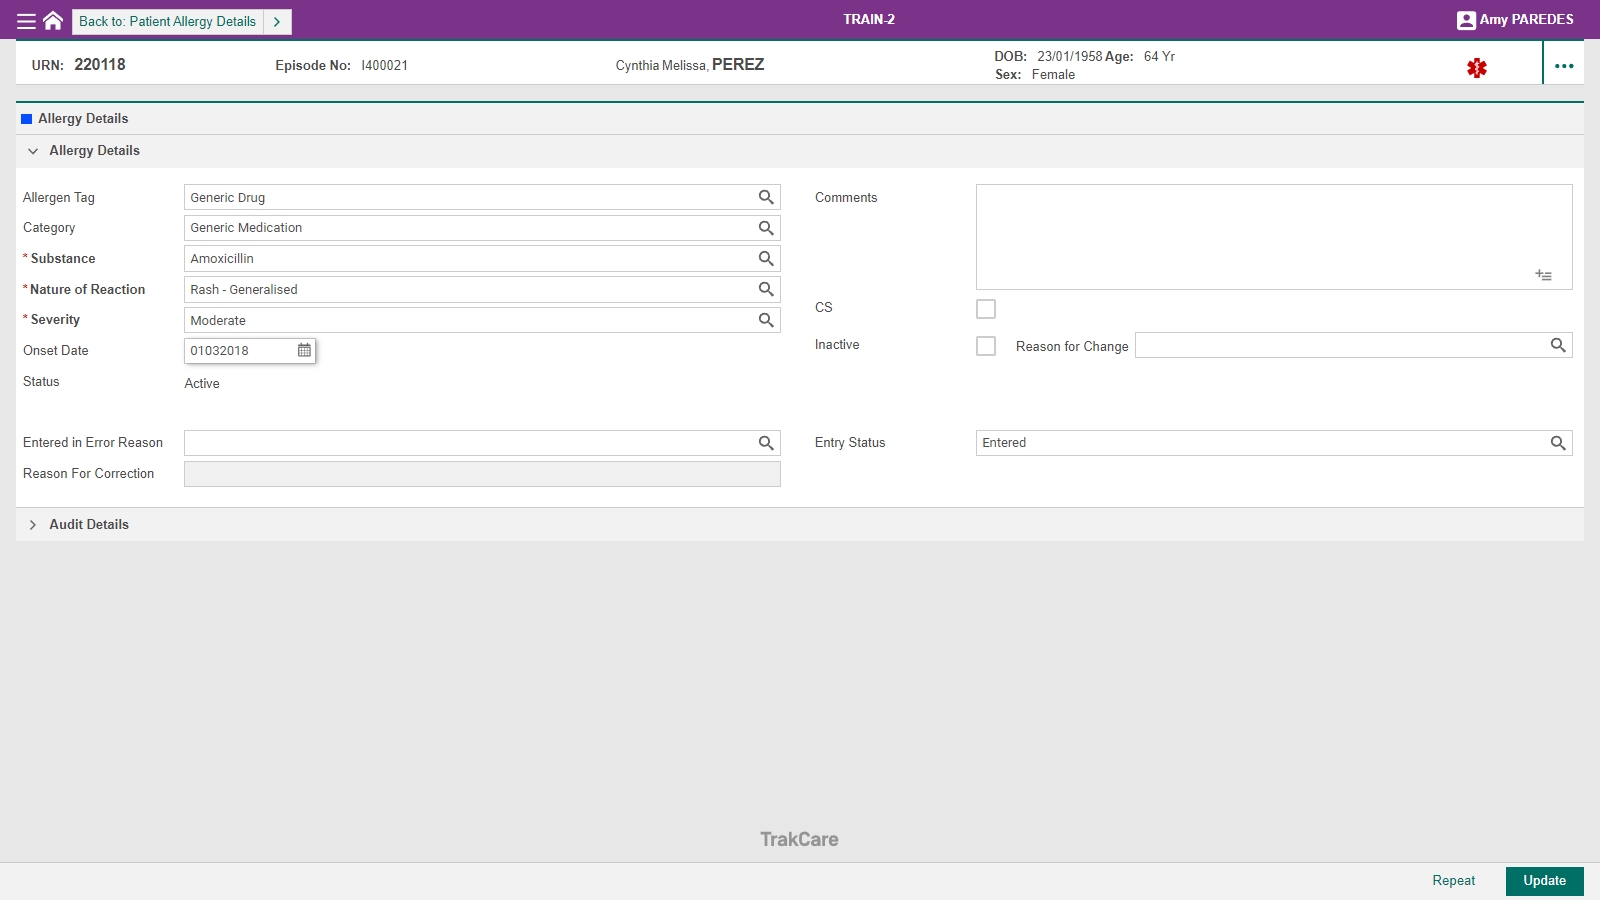 Back to: Patient Allergy Details
TRAIN-2
Amy PAREDES
URN: 220118
Episode No: I400021
Cynthia Melissa, PEREZ
DOB: 23/01/1958 Age: 64 Yr
Sex: Female
Allergy Details
Allergy Details
Allergen Tag Generic Drug
Category Generic Medication
* Substance Amoxicillin
* Nature of Reaction Rash - Generalised
* Severity Moderate
Onset Date 01032018
Status Active
Comments
CS
Inactive Reason for Change
Entered in Error Reason
Entry Status Entered
Reason For Correction
Audit Details
TrakCare
Repeat Update